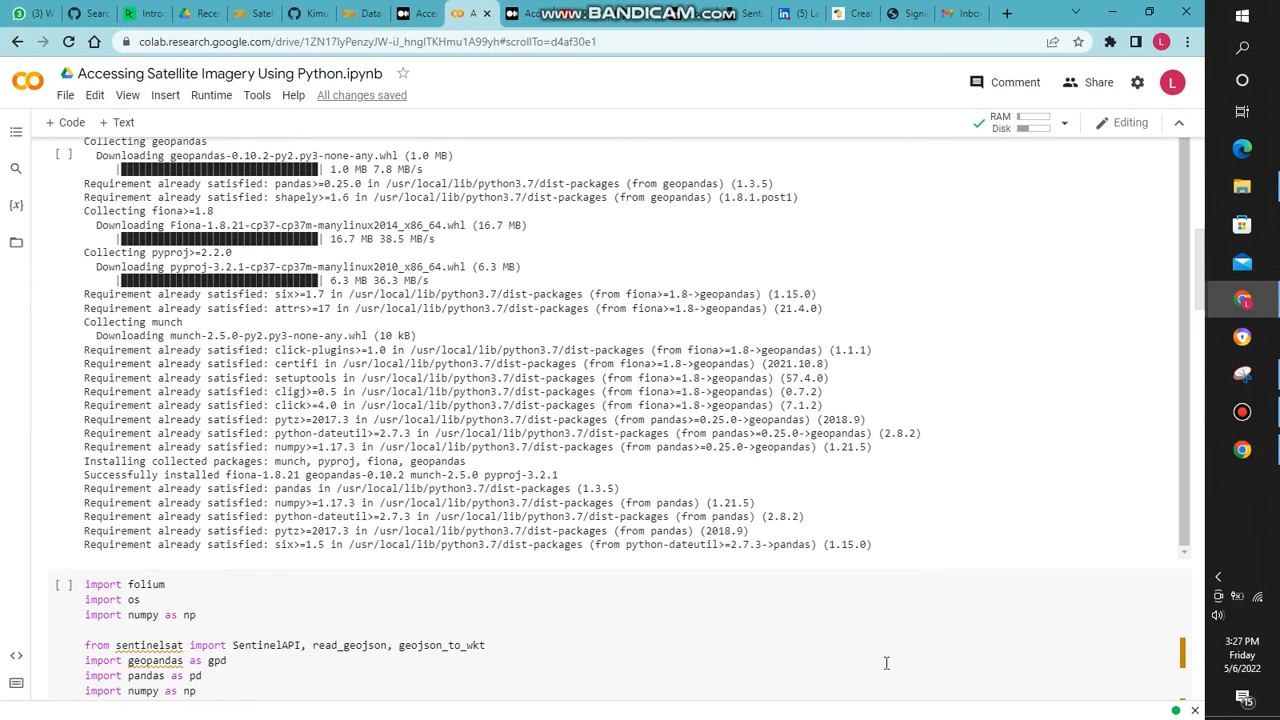 (3) W
Searc
Intro
Rece
Satell
Kimu
Data
Acce
A
Acc
www.BANDICAM.com
Senti
(5) L
Creat
Signi
Inbo
colab.research.google.com/drive/1ZN17lyPenzyJW-iJ_hnglTKHmu1A99yh#scrollTo=d4af30e1
L
Accessing Satellite Imagery Using Python.ipynb
Comment
Share
L
File Edit View Insert Runtime Tools Help All changes saved
+ Code + Text
RAM
Disk
Editing
Collecting geopandas
[ ] Downloading geopandas-0.10.2-py2.py3-none-any.whl (1.0 MB)
| 1.0 MB 7.8 MB/s
Requirement already satisfied: pandas>=0.25.0 in /usr/local/lib/python3.7/dist-packages (from geopandas) (1.3.5)
Requirement already satisfied: shapely>=1.6 in /usr/local/lib/python3.7/dist-packages (from geopandas) (1.8.1.post1)
Collecting fiona>=1.8
Downloading Fiona-1.8.21-cp37-cp37m-manylinux2014_x86_64.whl (16.7 MB)
| 16.7 MB 38.5 MB/s
Collecting pyproj>=2.2.0
Downloading pyproj-3.2.1-cp37-cp37m-manylinux2010_x86_64.whl (6.3 MB)
| 6.3 MB 36.3 MB/s
Requirement already satisfied: six>=1.7 in /usr/local/lib/python3.7/dist-packages (from fiona>=1.8->geopandas) (1.15.0)
Requirement already satisfied: attrs>=17 in /usr/local/lib/python3.7/dist-packages (from fiona>=1.8->geopandas) (21.4.0)
Collecting munch
Downloading munch-2.5.0-py2.py3-none-any.whl (10 kB)
Requirement already satisfied: click-plugins>=1.0 in /usr/local/lib/python3.7/dist-packages (from fiona>=1.8->geopandas) (1.1.1)
Requirement already satisfied: certifi in /usr/local/lib/python3.7/dist-packages (from fiona>=1.8->geopandas) (2021.10.8)
Requirement already satisfied: setuptools in /usr/local/lib/python3.7/dist-packages (from fiona>=1.8->geopandas) (57.4.0)
Requirement already satisfied: cligj>=0.5 in /usr/local/lib/python3.7/dist-packages (from fiona>=1.8->geopandas) (0.7.2)
Requirement already satisfied: click>=4.0 in /usr/local/lib/python3.7/dist-packages (from fiona>=1.8->geopandas) (7.1.2)
Requirement already satisfied: pytz>=2017.3 in /usr/local/lib/python3.7/dist-packages (from pandas>=0.25.0->geopandas) (2018.9)
Requirement already satisfied: python-dateutil>=2.7.3 in /usr/local/lib/python3.7/dist-packages (from pandas>=0.25.0->geopandas) (2.8.2)
Requirement already satisfied: numpy>=1.17.3 in /usr/local/lib/python3.7/dist-packages (from pandas>=0.25.0->geopandas) (1.21.5)
Installing collected packages: munch, pyproj, fiona, geopandas
Successfully installed fiona-1.8.21 geopandas-0.10.2 munch-2.5.0 pyproj-3.2.1
Requirement already satisfied: pandas in /usr/local/lib/python3.7/dist-packages (1.3.5)
Requirement already satisfied: numpy>=1.17.3 in /usr/local/lib/python3.7/dist-packages (from pandas) (1.21.5)
Requirement already satisfied: python-dateutil>=2.7.3 in /usr/local/lib/python3.7/dist-packages (from pandas) (2.8.2)
Requirement already satisfied: pytz>=2017.3 in /usr/local/lib/python3.7/dist-packages (from pandas) (2018.9)
Requirement already satisfied: six>=1.5 in /usr/local/lib/python3.7/dist-packages (from python-dateutil>=2.7.3->pandas) (1.15.0)
[ ] import folium
import os
import numpy as np
from sentinelsat import SentinelAPI, read_geojson, geojson_to_wkt
import geopandas as gpd
import pandas as pd
import numpy as np
3:27 PM
Friday
5/6/2022
15